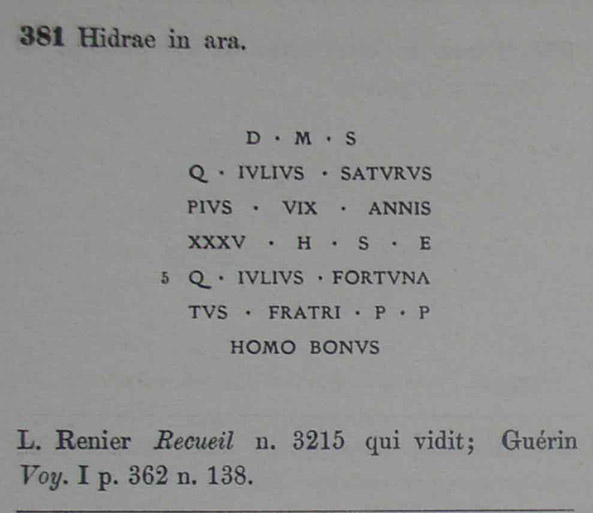 381 Hidrae in ara.
D · M · S
Q · IVLIVS · SATVRVS
PIVS · VIX · ANNIS
XXXV · H · S · E
5 Q · IVLIVS · FORTVNΛ
TVS · FRATRI · P · P
HOMO BONVS
L. Renier Recueil n. 3215 qui vidit; Guérin
Voy. I p. 362 n. 138.